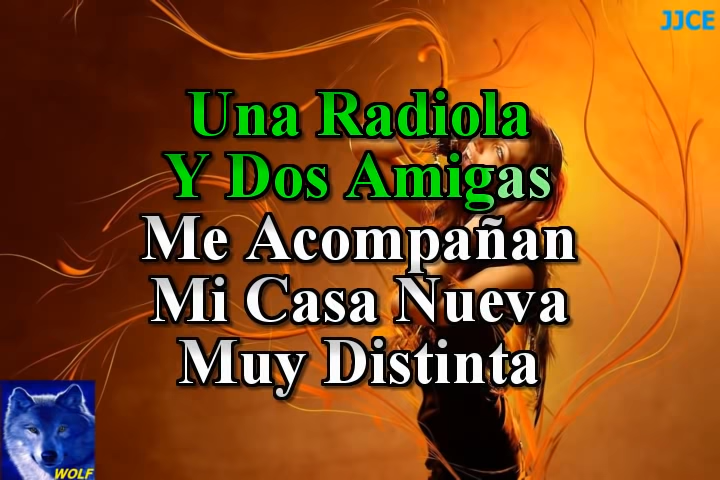 JJCE
Una Radiola
Y Dos Amigas
Me Acompañan
Mi Casa Nueva
Muy Distinta
WOLF